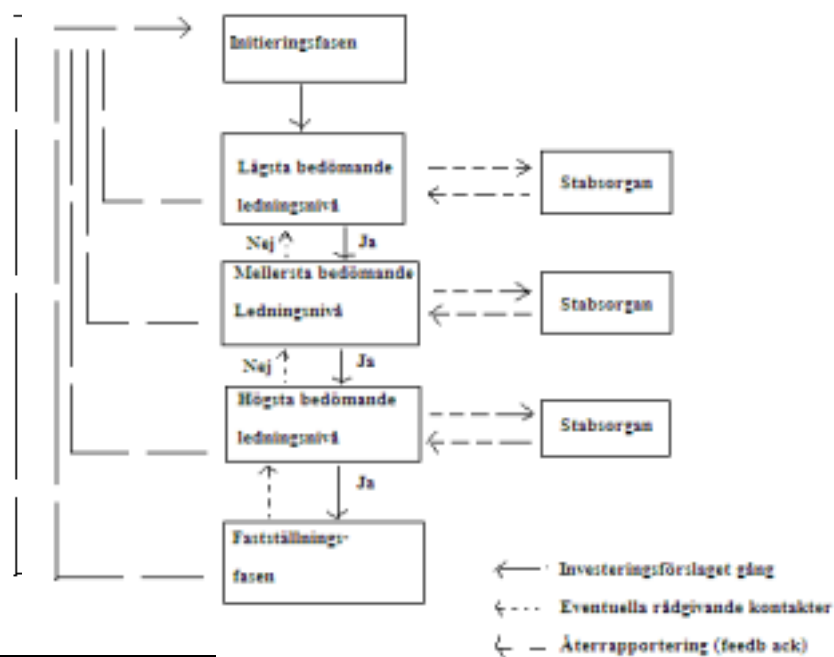 Initieringsfasen
Lägsta bedömande
ledningsnivå
Stabsorgan
Nej
Ja
Mellersta bedömande
Ledningsnivå
Stabsorgan
Nej
Ja
Högsta bedömande
ledningsnivå
Stabsorgan
Ja
Fastställnings-
fasen
Investeringsförslaget gång
Eventuella rådgivande kontakter
Återrapportering (feedb ack)